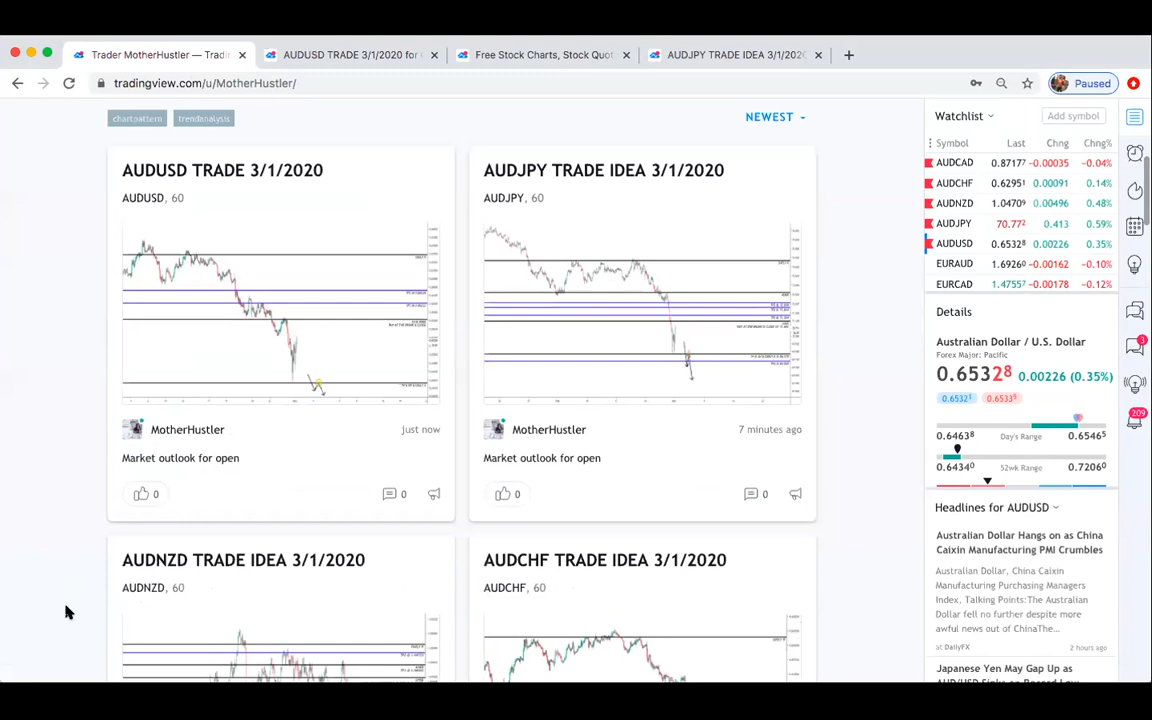 Trader MotherHustler — Tradi
AUDUSD TRADE 3/1/2020 for
Free Stock Charts, Stock Quot
AUDJPY TRADE IDEA 3/1/202
tradingview.com/u/MotherHustler/
Paused
chartpattern
trendanalysis
NEWEST
AUDUSD TRADE 3/1/2020
AUDUSD, 60
MotherHustler
just now
Market outlook for open
0
0
AUDJPY TRADE IDEA 3/1/2020
AUDJPY, 60
MotherHustler
7 minutes ago
Market outlook for open
0
0
AUDNZD TRADE IDEA 3/1/2020
AUDNZD, 60
AUDCHF TRADE IDEA 3/1/2020
AUDCHF, 60
Watchlist
Add symbol
Symbol Last Chng Chng%
AUDCAD 0.8717⁷ −0.00035 −0.04%
AUDCHF 0.6295¹ 0.00091 0.14%
AUDNZD 1.0470⁹ 0.00496 0.48%
AUDJPY 70.77² 0.413 0.59%
AUDUSD 0.6532⁸ 0.00226 0.35%
EURAUD 1.6926⁰ −0.00162 −0.10%
EURCAD 1.4755⁷ −0.00178 −0.12%
Details
Australian Dollar / U.S. Dollar
Forex Major: Pacific
0.6532⁸ 0.00226 (0.35%)
0.6532³ 0.6533⁵
0.6463⁸ Day's Range 0.6546⁵
0.6434⁰ 52wk Range 0.7206⁰
Headlines for AUDUSD
Australian Dollar Hangs on as China
Caixin Manufacturing PMI Crumbles
Australian Dollar, China Caixin
Manufacturing Purchasing Managers
Index, Talking Points:The Australian
Dollar fell no further despite more
awful news out of ChinaThe...
at DailyFX
2 hours ago
Japanese Yen May Gap Up as
3
209